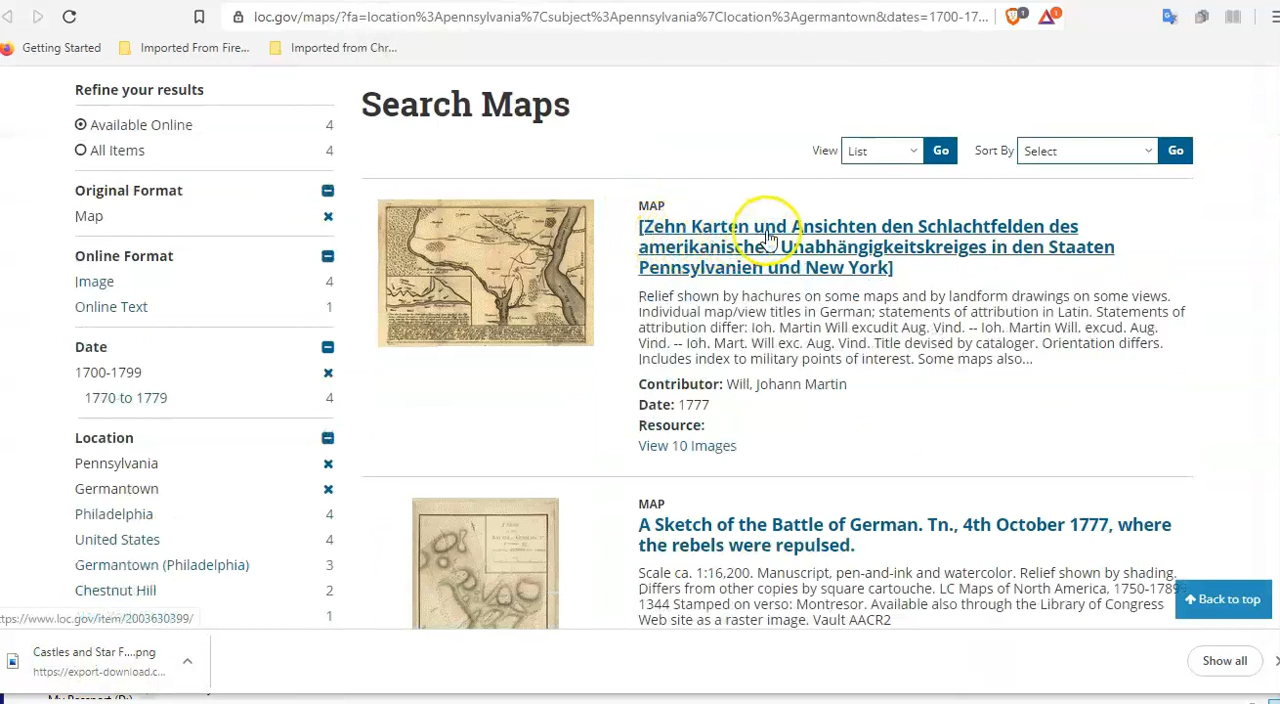 loc.gov/maps/?fa=location%3Apennsylvania%7Csubject%3Apennsylvania%7Clocation%3Agermantown&dates=1700-17...
1
1
Getting Started
Imported From Fire...
Imported from Chr...
Refine your results
Available Online 4
All Items 4
Original Format
Map
Online Format
Image 4
Online Text 1
Date
1700-1799
1770 to 1779 4
Location
Pennsylvania
Germantown
Philadelphia 4
United States 4
Germantown (Philadelphia) 3
Chestnut Hill 2
1
Search Maps
View List Go Sort By Select Go
MAP
[Zehn Karten und Ansichten den Schlachtfelden des
amerikanischen Unabhängigkeitskreiges in den Staaten
Pennsylvanien und New York]
Relief shown by hachures on some maps and by landform drawings on some views.
Individual map/view titles in German; statements of attribution in Latin. Statements of
attribution differ: Ioh. Martin Will excudit Aug. Vind. -- Ioh. Martin Will. excud. Aug.
Vind. -- Ioh. Mart. Will exc. Aug. Vind. Title devised by cataloger. Orientation differs.
Includes index to military points of interest. Some maps also...
Contributor: Will, Johann Martin
Date: 1777
Resource:
View 10 Images
MAP
A Sketch of the Battle of German. Tn., 4th October 1777, where
the rebels were repulsed.
Scale ca. 1:16,200. Manuscript, pen-and-ink and watercolor. Relief shown by shading.
Differs from other copies by square cartouche. LC Maps of North America, 1750-1789,
1344 Stamped on verso: Montresor. Available also through the Library of Congress
Web site as a raster image. Vault AACR2
Back to top
ttps://www.loc.gov/item/2003630399/
Castles and Star F....png
https://export-download.c...
Show all
My Passport (D:)